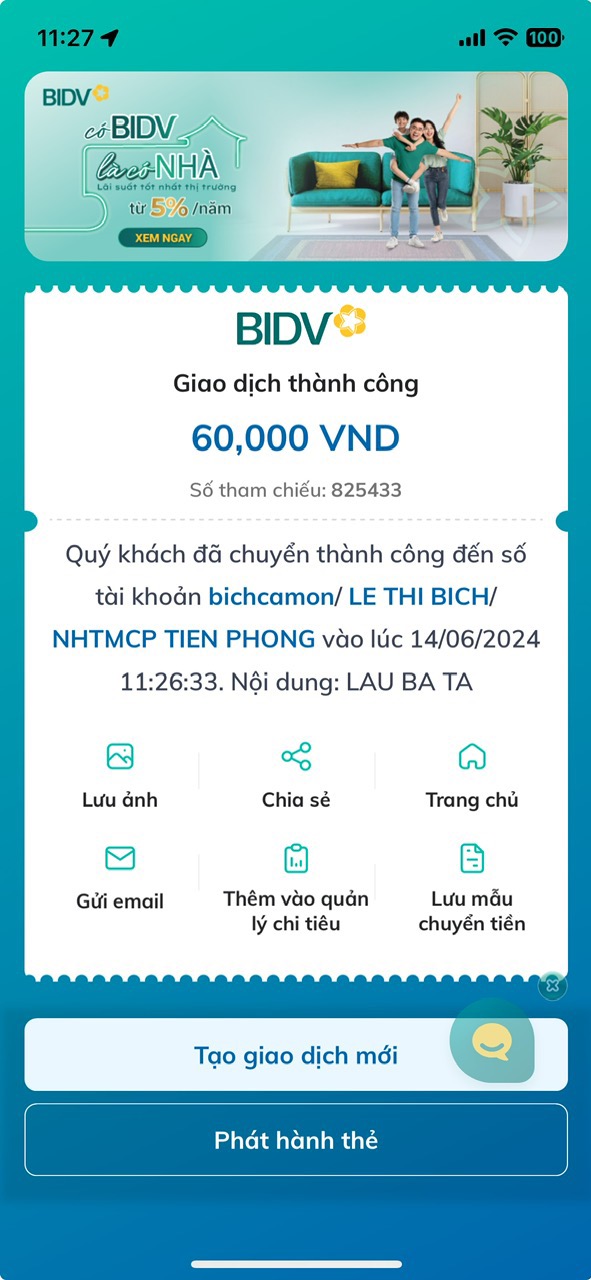 11:27
100
BIDV
có BIDV
là có NHÀ
Lãi suất tốt nhất thị trường
từ 5% /năm
XEM NGAY
BIDV
Giao dịch thành công
60,000 VND
Số tham chiếu: 825433
Quý khách đã chuyển thành công đến số
tài khoản bichcamon/ LE THI BICH/
NHTMCP TIEN PHONG vào lúc 14/06/2024
11:26:33. Nội dung: LAU BA TA
Lưu ảnh
Chia sẻ
Trang chủ
Gửi email
Thêm vào quản
lý chi tiêu
Lưu mẫu
chuyển tiền
Tạo giao dịch mới
Phát hành thẻ